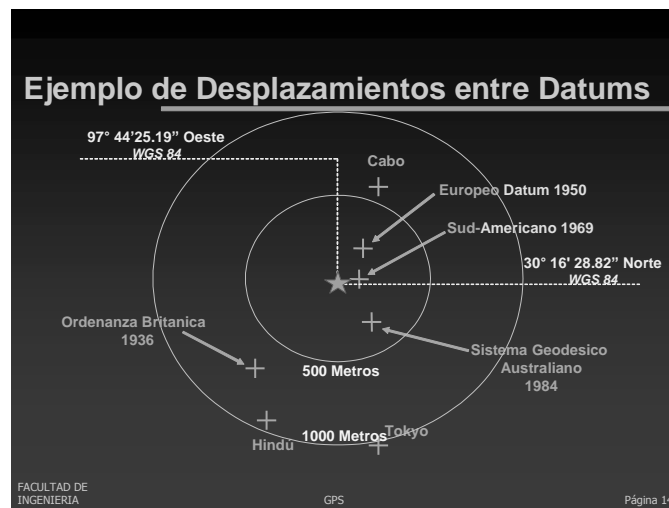 Ejemplo de Desplazamientos entre Datums
97° 44’25.19” Oeste
WGS 84
Cabo
Europeo Datum 1950
Sud-Americano 1969
30° 16' 28.82” Norte
WGS 84
Ordenanza Britanica
1936
Sistema Geodesico
Australiano
1984
500 Metros
1000 Metros
Tokyo
Hindú
FACULTAD DE
INGENIERIA
GPS
Página 14